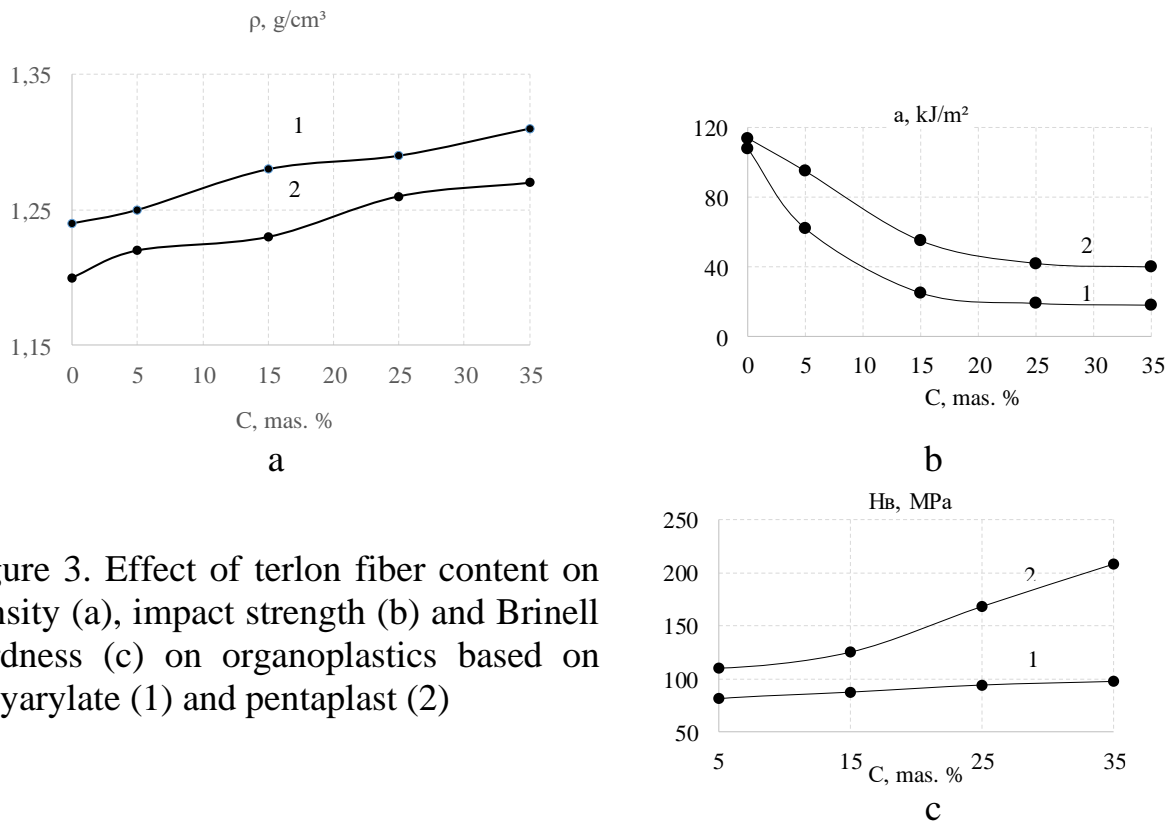 ρ, g/cm³
1,35
1
2
1,25
1,15
0 5 10 15 20 25 30 35
C, mas. %
a
a, kJ/m²
120
80
2
40
1
0
0 5 10 15 20 25 30 35
C, mas. %
b
gure 3. Effect of terlon fiber content on
nsity (a), impact strength (b) and Brinell
rdness (c) on organoplastics based on
yarylate (1) and pentaplast (2)
Нв, MPa
250
2
200
150
1
100
50
5 15 25 35
C, mas. %
c